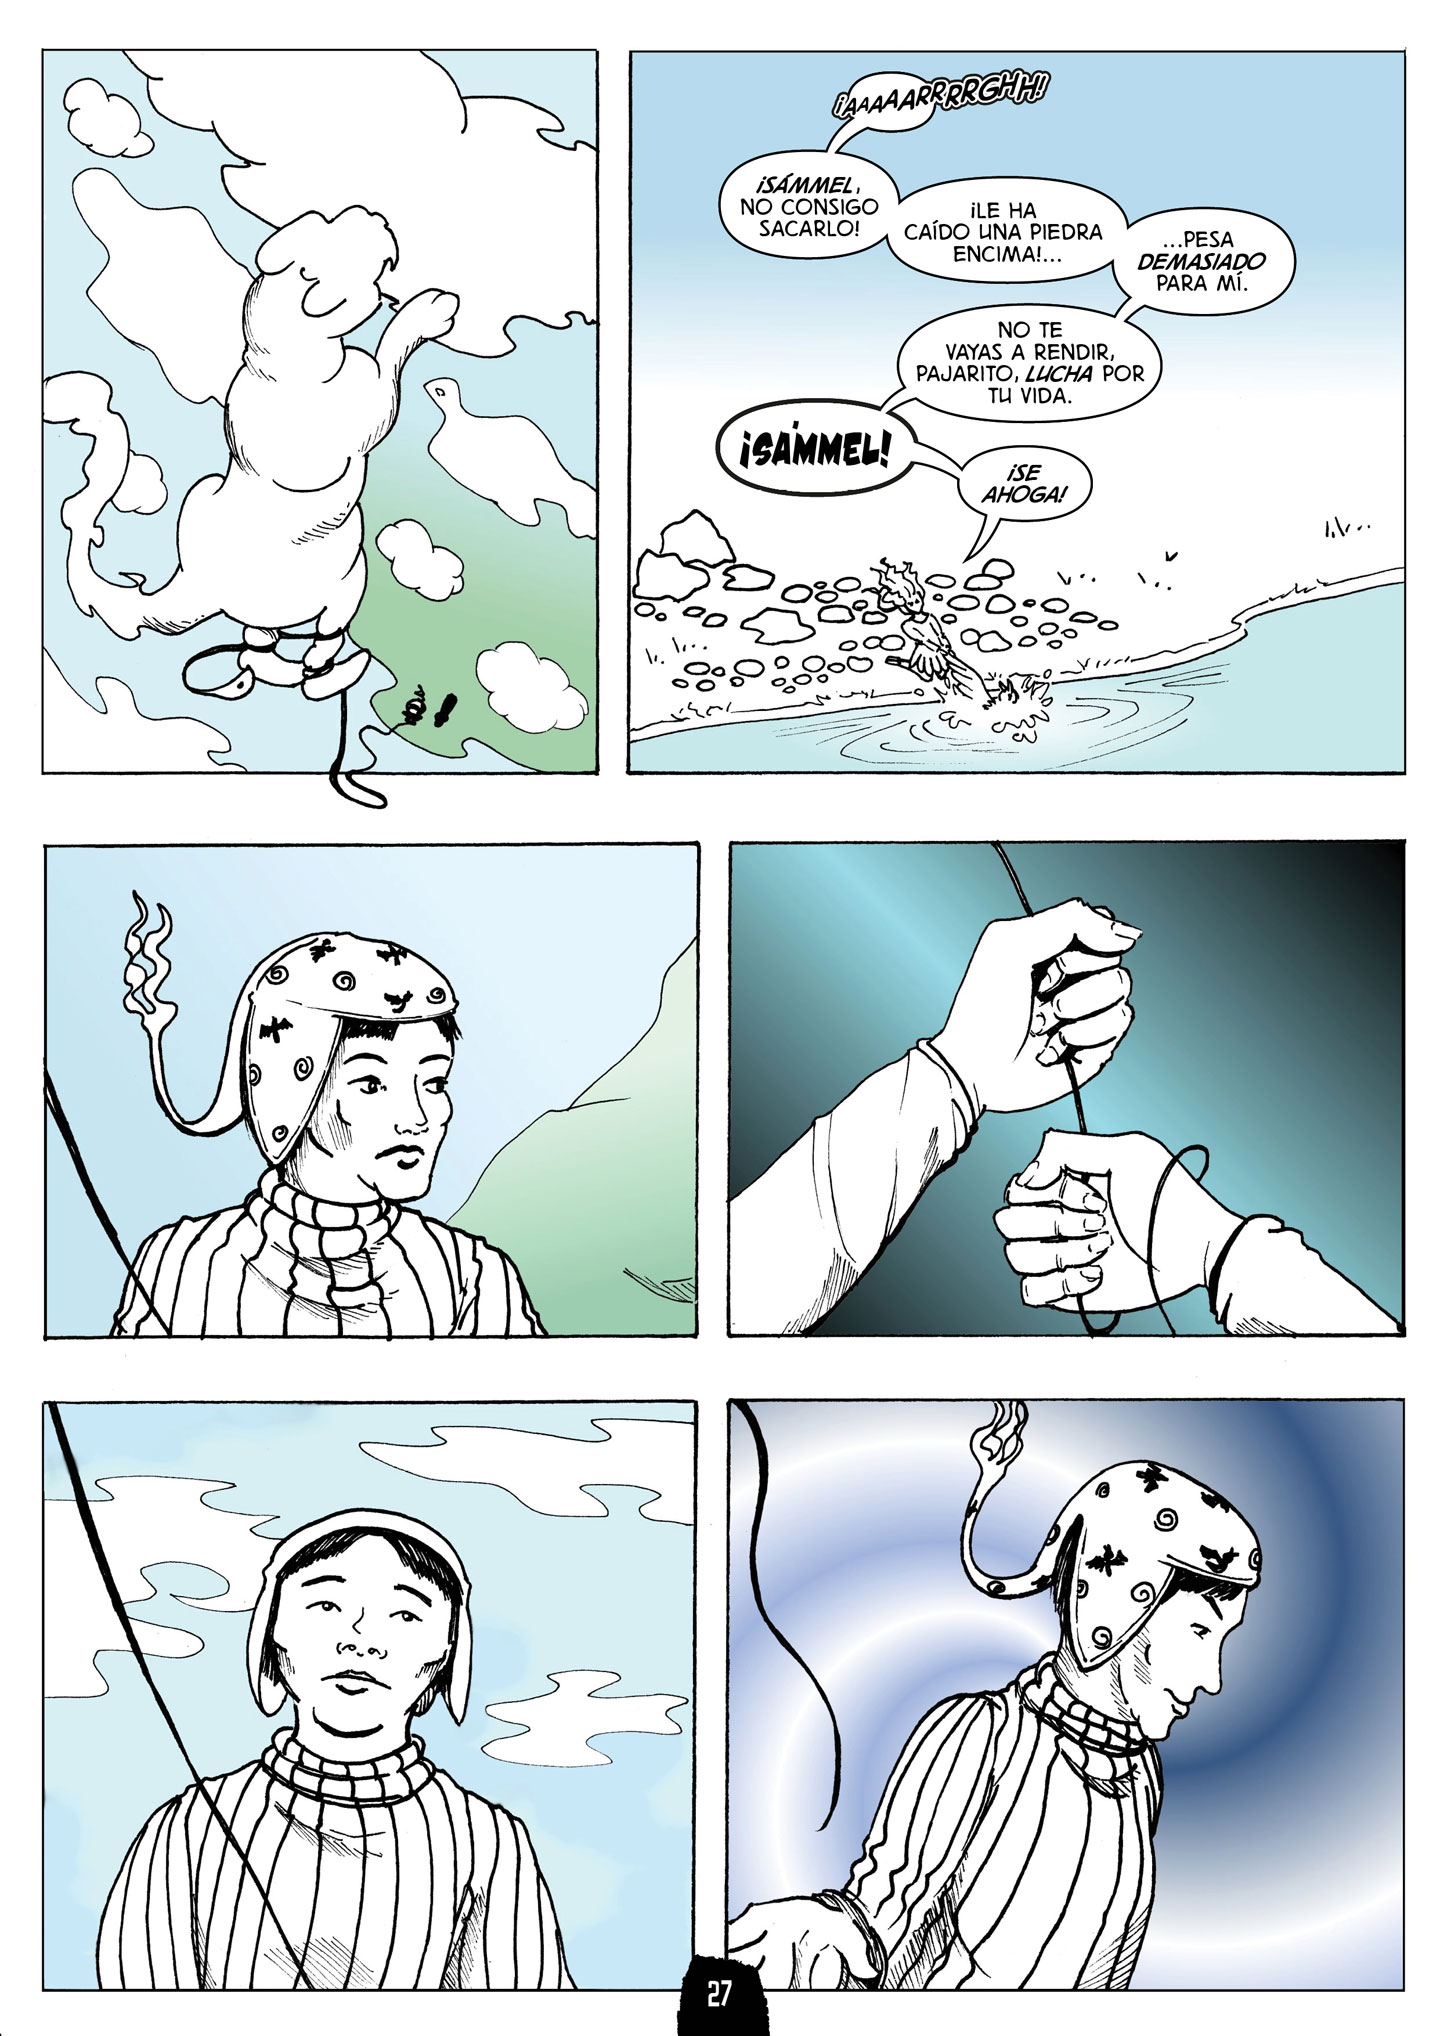 ¡AAAAARRRRGHH!
¡SÁMMEL,
NO CONSIGO
SACARLO!
¡LE HA
CAÍDO UNA PIEDRA
ENCIMA!...
...PESA
DEMASIADO
PARA MÍ.
NO TE
VAYAS A RENDIR,
PAJARITO, LUCHA POR
TU VIDA.
¡SÁMMEL!
¡SE
AHOGA!
27